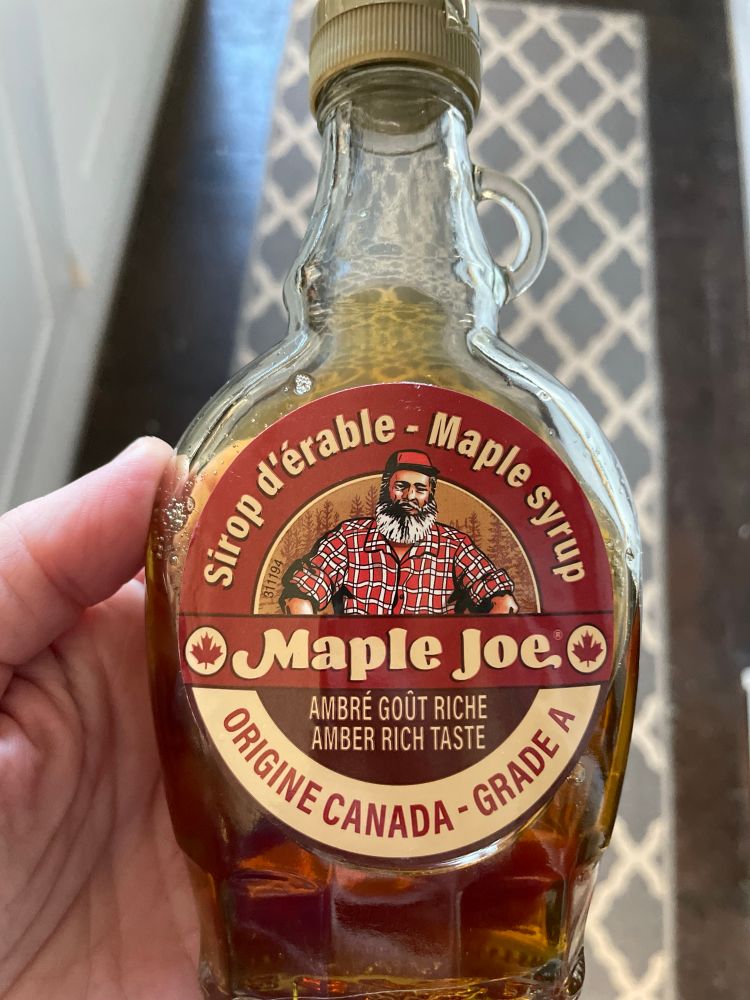 Sirop d'érable - Maple syrup
311194
Maple Joe®
AMBRÉ GOÛT RICHE
AMBER RICH TASTE
ORIGINE CANADA - GRADE A